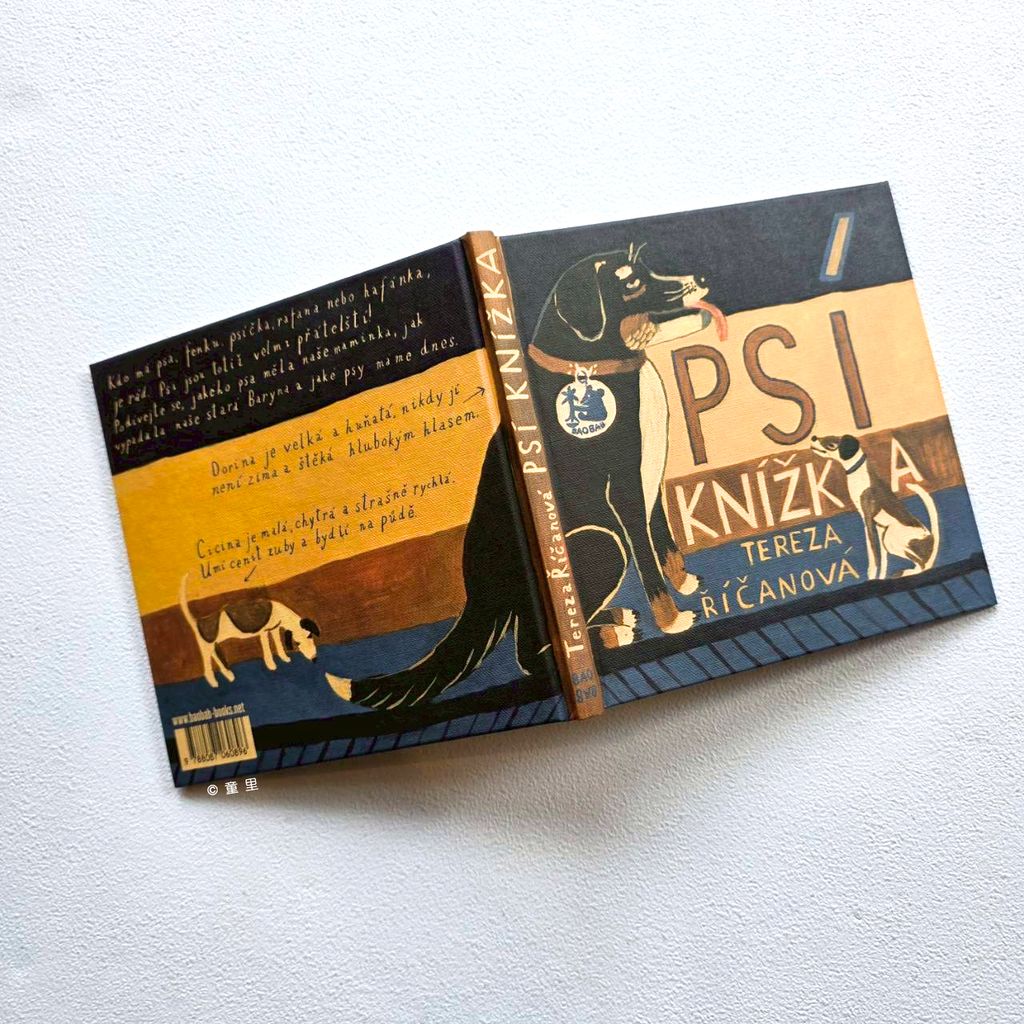 Kdo má psa, fenku, psíčka, rafana nebo hafánka,
je rád. Psi jsou totiž velmi přátelští!
Podívejte se, jakého psa měla naše maminka, jak
vypadala naše stará Baryna a jaké psy máme dnes.
Dorina je velká a huňatá, nikdy jí
není zima a štěká hlubokým hlasem.
Cicina je malá, chytrá a strašně rychlá.
Umí cenit zuby a bydlí na půdě.
www.baobab-books.net
9 788087 060896
Tereza Říčanová PSÍ KNÍŽKA
BAO
BAB
BAOBAB
PSÍ
KNÍŽKA
TEREZA
ŘÍČANOVÁ
© 童里